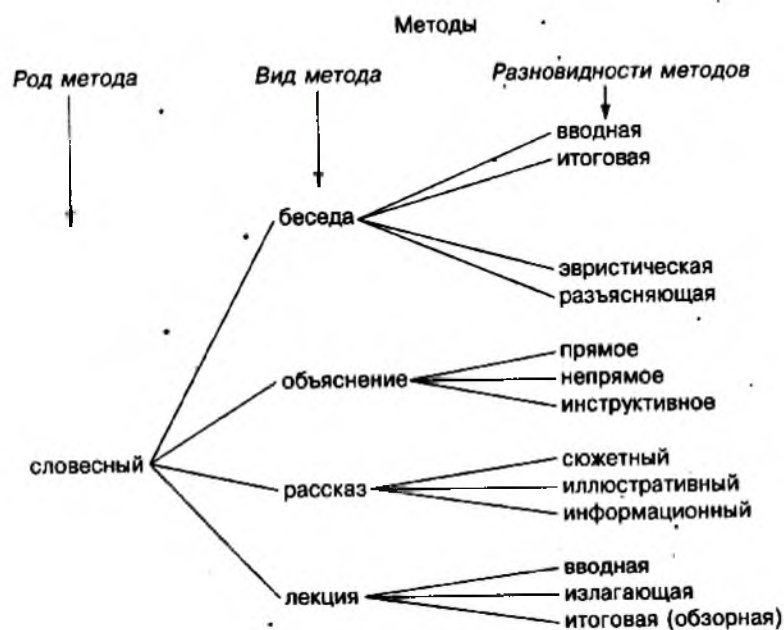 Методы
Род метода Вид метода Разновидности методов
вводная
итоговая
беседа
эвристическая
разъясняющая
прямое
объяснение непрямое
инструктивное
словесный
сюжетный
рассказ иллюстративный
информационный
вводная
лекция излагающая
итоговая (обзорная)